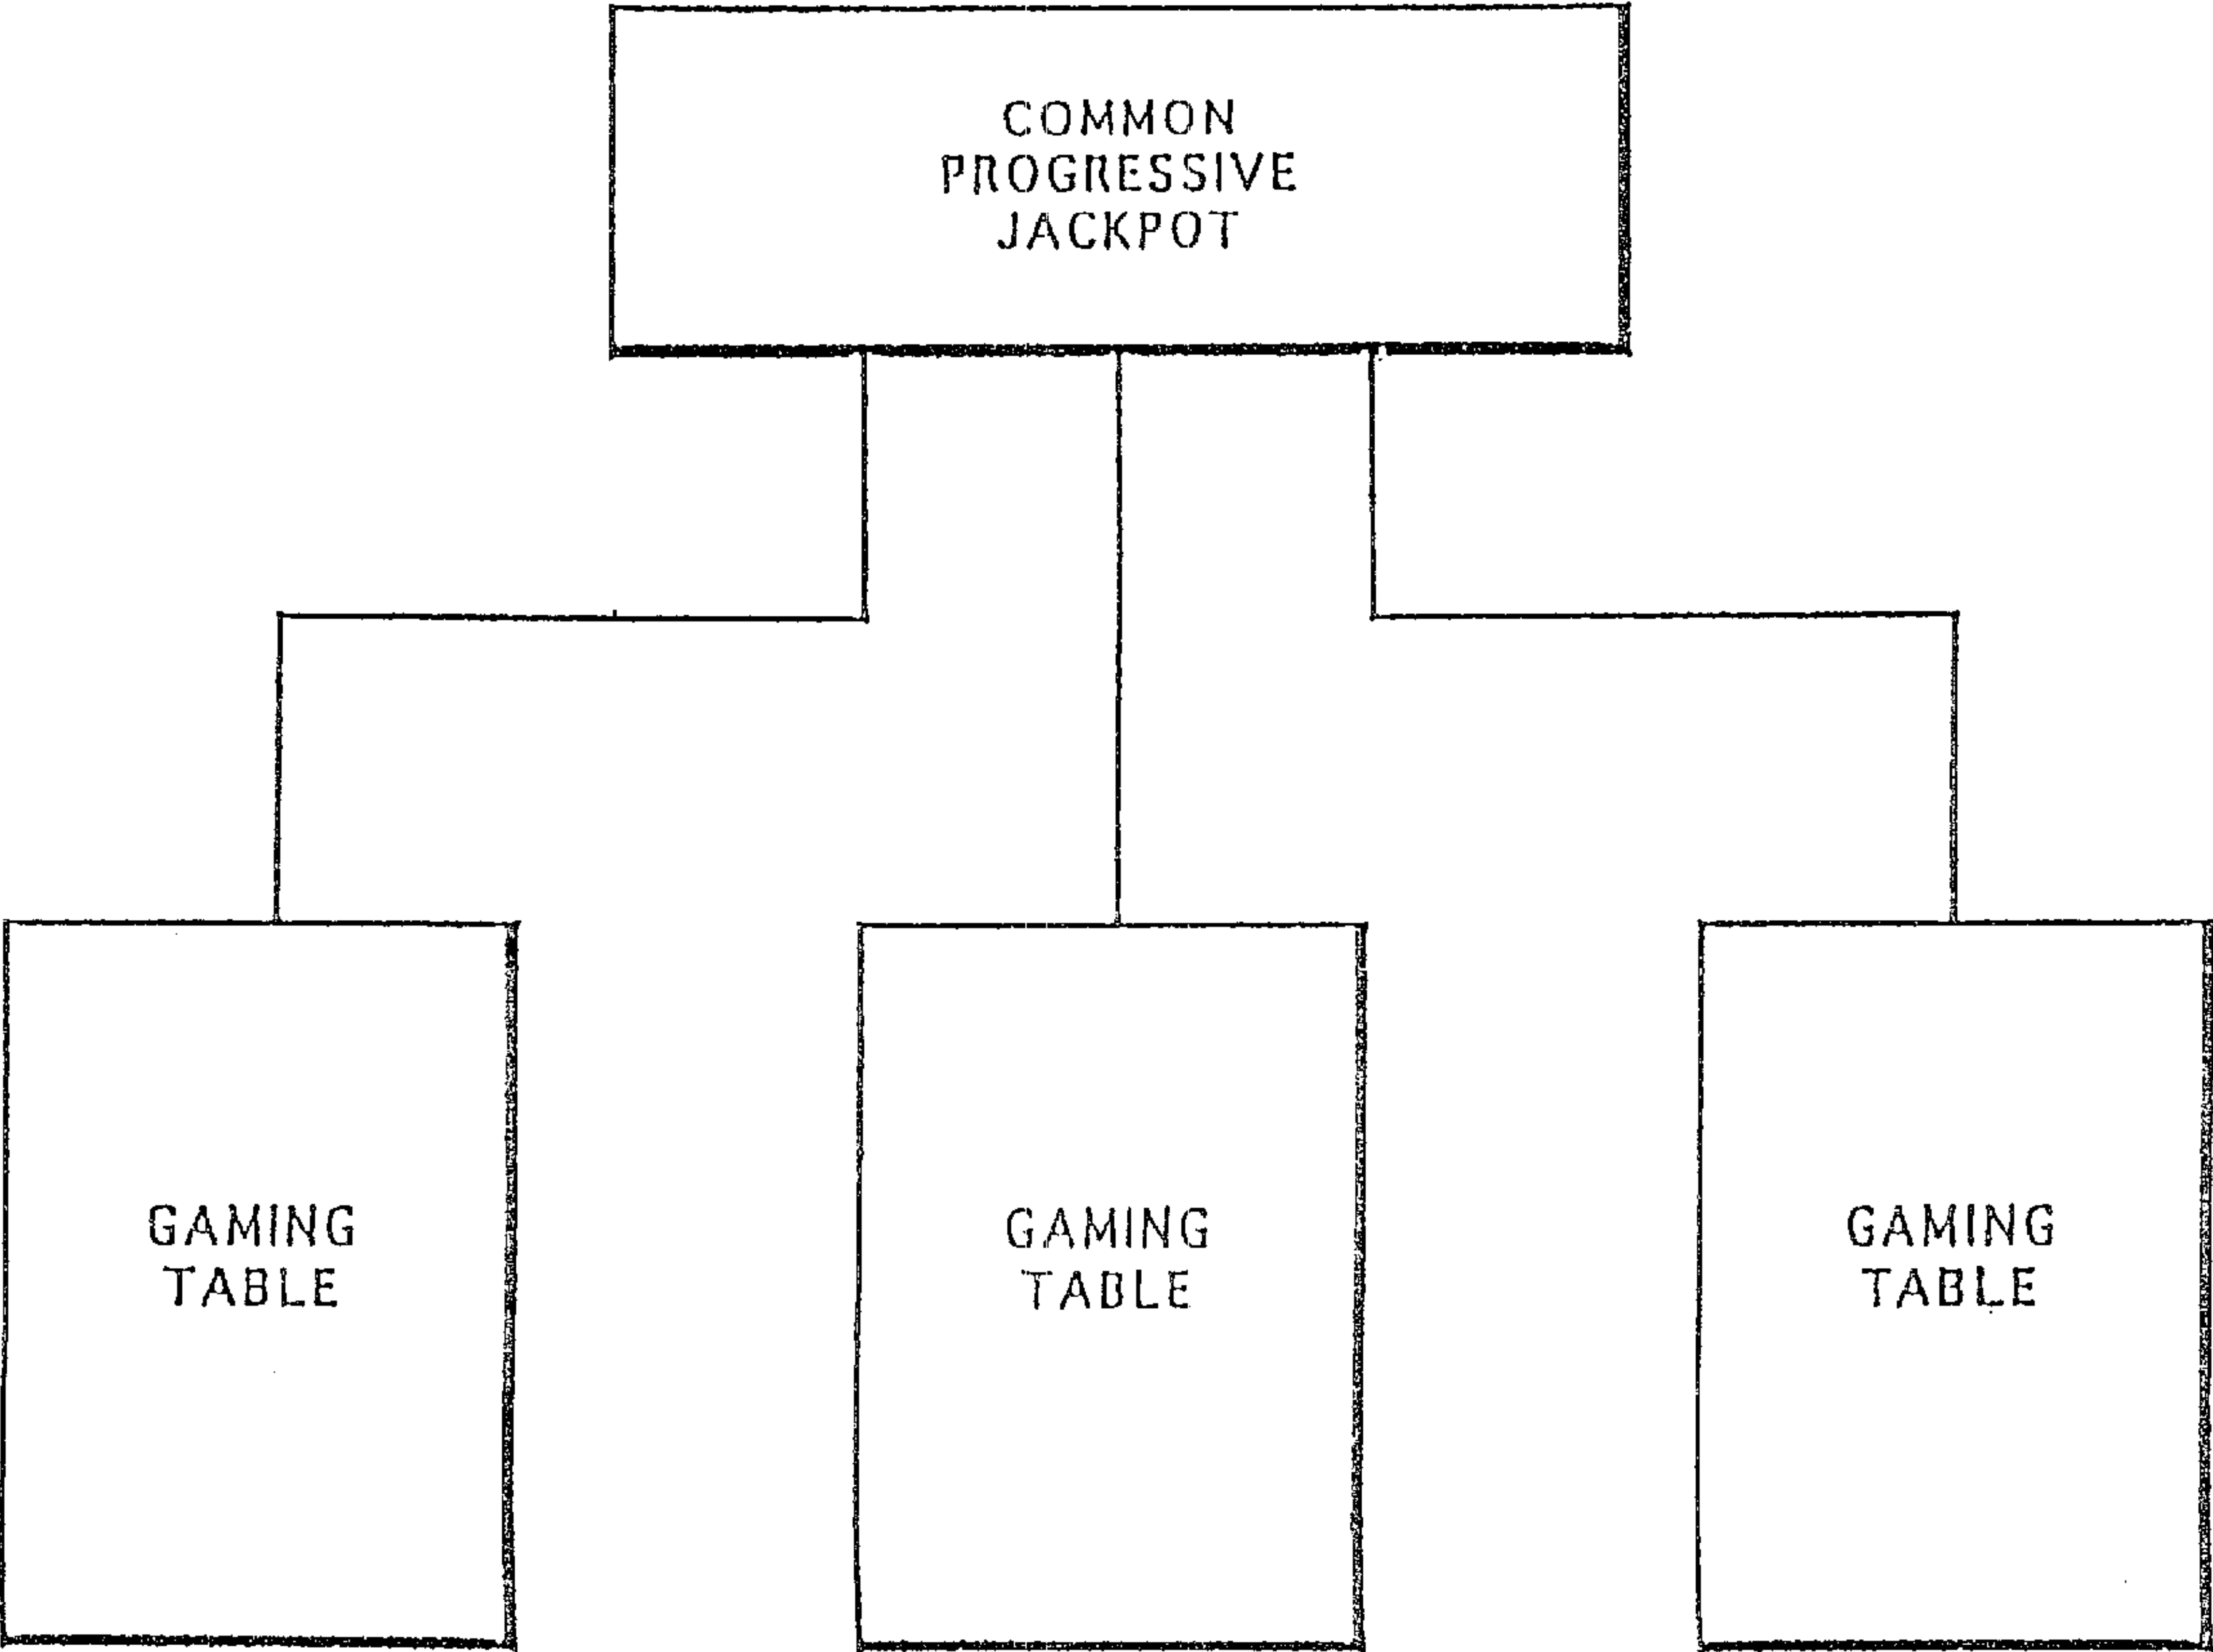 COMMON
PROGRESSIVE
JACKPOT
GAMING
TABLE
GAMING
TABLE
GAMING
TABLE